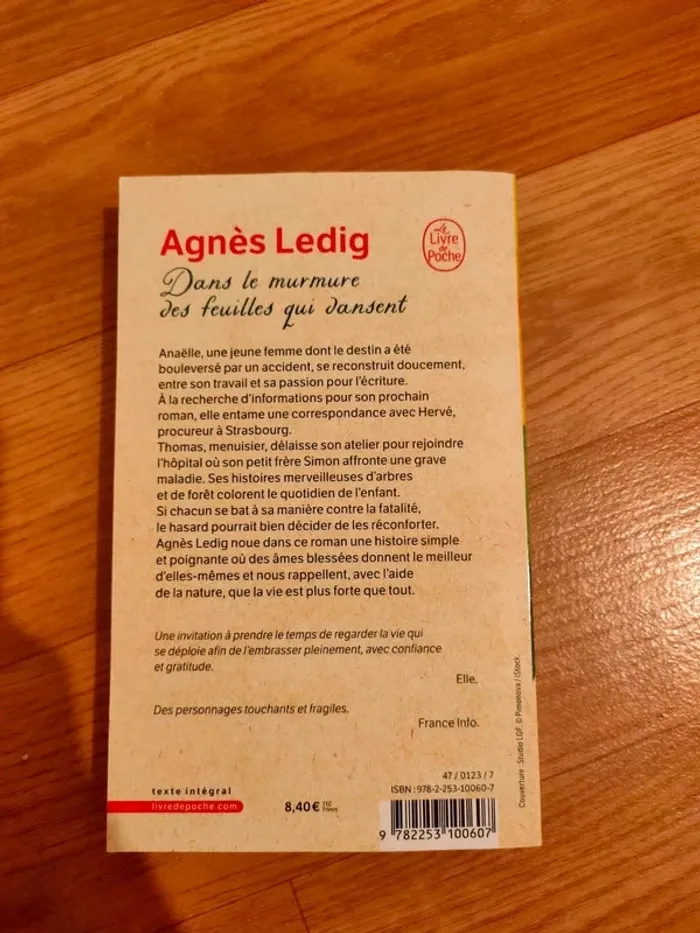 Agnès Ledig
Le
Livre
de
Poche
Dans le murmure
des feuilles qui dansent
Anaëlle, une jeune femme dont le destin a été
bouleversé par un accident, se reconstruit doucement,
entre son travail et sa passion pour l'écriture.
À la recherche d'informations pour son prochain
roman, elle entame une correspondance avec Hervé,
procureur à Strasbourg.
Thomas, menuisier, délaisse son atelier pour rejoindre
l'hôpital où son petit frère Simon affronte une grave
maladie. Ses histoires merveilleuses d'arbres
et de forêt colorent le quotidien de l'enfant.
Si chacun se bat à sa manière contre la fatalité,
le hasard pourrait bien décider de les réconforter.
Agnès Ledig noue dans ce roman une histoire simple
et poignante où des âmes blessées donnent le meilleur
d'elles-mêmes et nous rappellent, avec l'aide
de la nature, que la vie est plus forte que tout.
Une invitation à prendre le temps de regarder la vie qui
se déploie afin de l'embrasser pleinement, avec confiance
et gratitude.
Elle.
Des personnages touchants et fragiles.
France Info.
Couverture : Studio LGF. © Pimonova / iStock.
texte intégral
livredepoche.com
8,40 € TTC
France
47 / 0123 / 7
ISBN : 978-2-253-10060-7
9 782253 100607